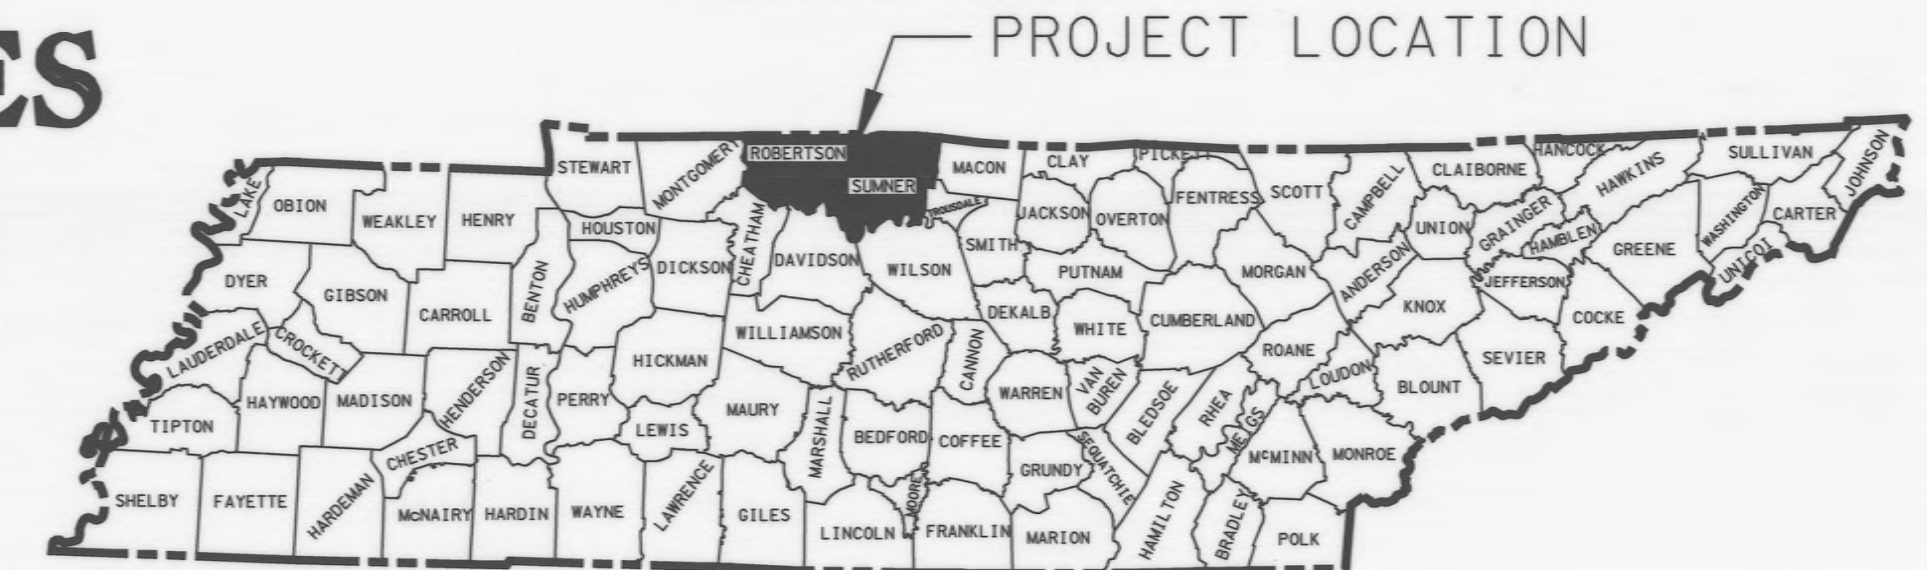 ES
PROJECT LOCATION
ROBERTSON
SUMNER
STEWART
MONTGOMERY
MACON
CLAY
PICKETT
HANCOCK
SULLIVAN
JOHNSON
LAKE
OBION
WEAKLEY
HENRY
HOUSTON
CHEATHAM
TROUSDALE
JACKSON
OVERTON
FENTRESS
SCOTT
CAMPBELL
CLAIBORNE
UNION
GRAINGER
HAWKINS
HAMBLEN
GREENE
WASHINGTON
CARTER
UNICOI
DYER
GIBSON
CARROLL
BENTON
HUMPHREYS
DICKSON
DAVIDSON
WILSON
SMITH
PUTNAM
MORGAN
ANDERSON
KNOX
JEFFERSON
COCKE
LAUDERDALE
CROCKETT
WILLIAMSON
RUTHERFORD
CANNON
DEKALB
WHITE
CUMBERLAND
ROANE
LOUDON
BLOUNT
SEVIER
TIPTON
HAYWOOD
MADISON
HENDERSON
DECATUR
PERRY
HICKMAN
LEWIS
MAURY
MARSHALL
BEDFORD
COFFEE
WARREN
VAN
BUREN
BLEDSOE
RHEA
MEIGS
McMINN
MONROE
SHELBY
FAYETTE
HARDEMAN
CHESTER
McNAIRY
HARDIN
WAYNE
LAWRENCE
GILES
LINCOLN
MOORE
FRANKLIN
GRUNDY
SEQUATCHIE
MARION
HAMILTON
BRADLEY
POLK